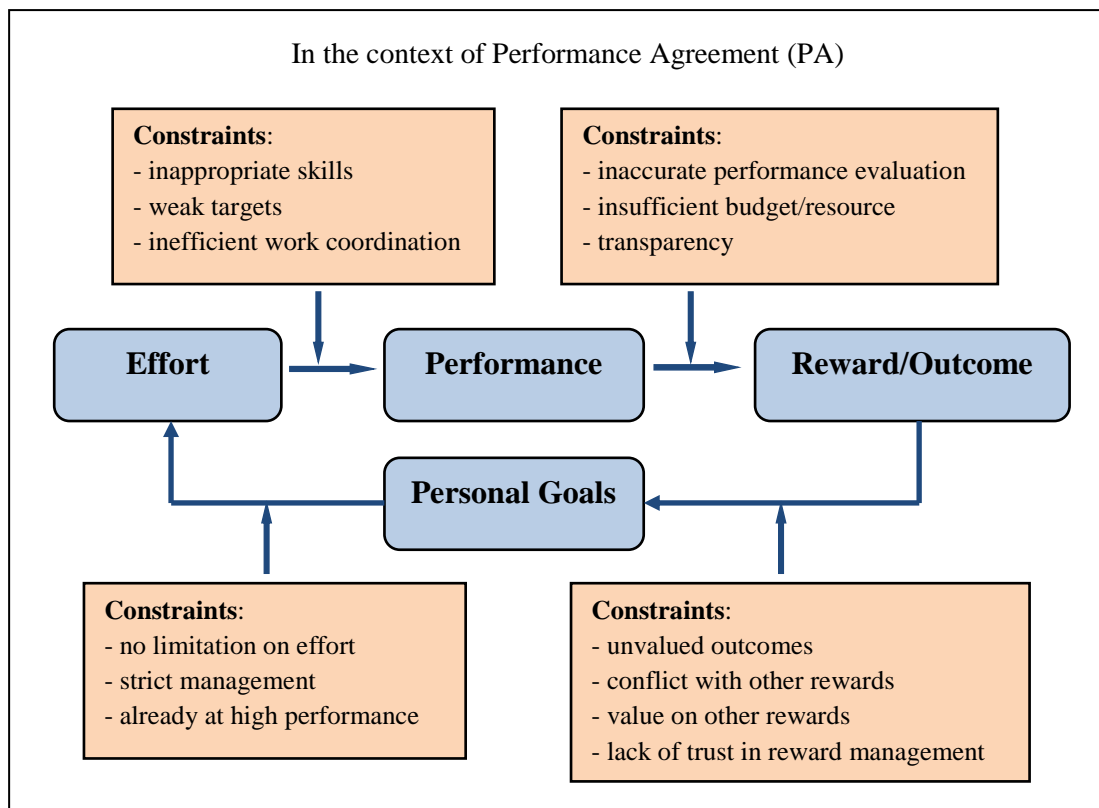 In the context of Performance Agreement (PA)
Constraints:
- inappropriate skills
- weak targets
- inefficient work coordination
Constraints:
- inaccurate performance evaluation
- insufficient budget/resource
- transparency
Effort
Performance
Reward/Outcome
Personal Goals
Constraints:
- no limitation on effort
- strict management
- already at high performance
Constraints:
- unvalued outcomes
- conflict with other rewards
- value on other rewards
- lack of trust in reward management